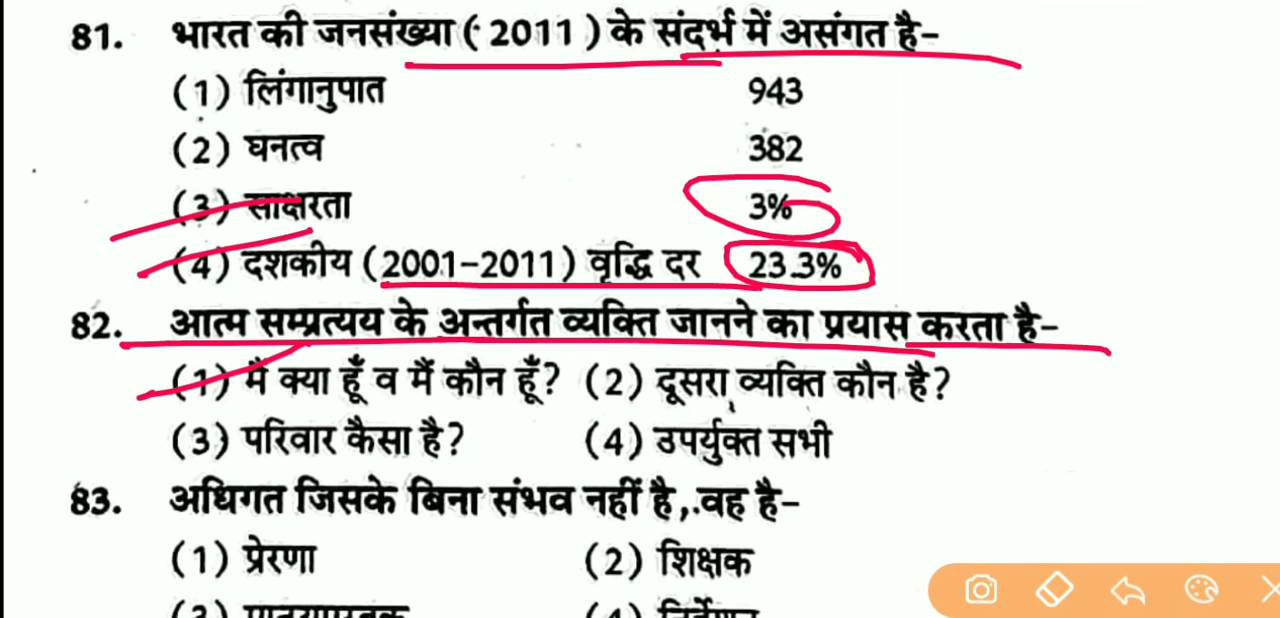 81. भारत की जनसंख्या ( 2011 ) के संदर्भ में असंगत है-
(1) लिंगानुपात 943
(2) घनत्व 382
(3) साक्षरता 3%
(4) दशकीय (2001-2011) वृद्धि दर 23.3%
82. आत्म सम्प्रत्यय के अन्तर्गत व्यक्ति जानने का प्रयास करता है-
(1) मैं क्या हूँ व मैं कौन हूँ? (2) दूसरा व्यक्ति कौन है?
(3) परिवार कैसा है? (4) उपर्युक्त सभी
83. अधिगत जिसके बिना संभव नहीं है, वह है-
(1) प्रेरणा (2) शिक्षक